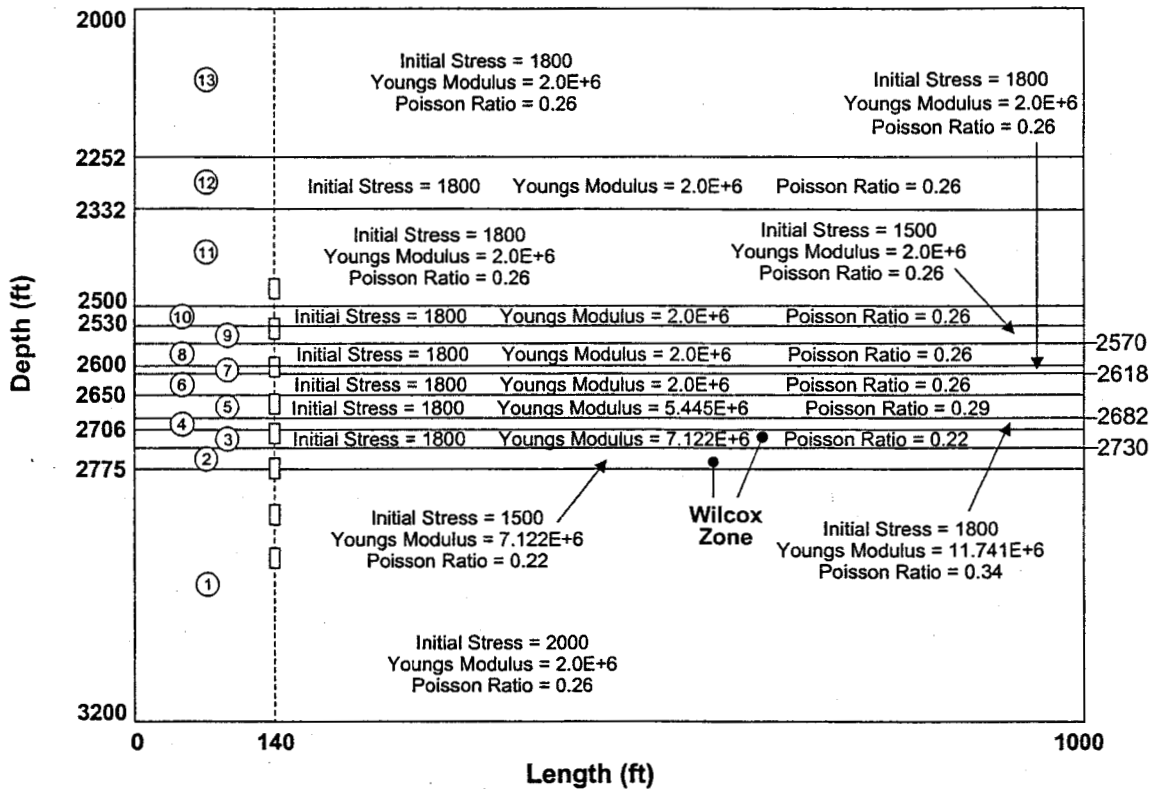 2000
⑬
Initial Stress = 1800
Youngs Modulus = 2.0E+6
Poisson Ratio = 0.26
Initial Stress = 1800
Youngs Modulus = 2.0E+6
Poisson Ratio = 0.26
2252
⑫
Initial Stress = 1800 Youngs Modulus = 2.0E+6 Poisson Ratio = 0.26
2332
⑪
Initial Stress = 1800
Youngs Modulus = 2.0E+6
Poisson Ratio = 0.26
Initial Stress = 1500
Youngs Modulus = 2.0E+6
Poisson Ratio = 0.26
2500
⑩ Initial Stress = 1800 Youngs Modulus = 2.0E+6 Poisson Ratio = 0.26
2530
⑨
2570
⑧ Initial Stress = 1800 Youngs Modulus = 2.0E+6 Poisson Ratio = 0.26
2600
⑦
2618
⑥ Initial Stress = 1800 Youngs Modulus = 2.0E+6 Poisson Ratio = 0.26
2650
⑤ Initial Stress = 1800 Youngs Modulus = 5.445E+6 Poisson Ratio = 0.29
2682
④
2706
③ Initial Stress = 1800 Youngs Modulus = 7.122E+6 Poisson Ratio = 0.22
2730
②
2775
Initial Stress = 1500
Youngs Modulus = 7.122E+6
Poisson Ratio = 0.22
Wilcox
Zone
Initial Stress = 1800
Youngs Modulus = 11.741E+6
Poisson Ratio = 0.34
①
Initial Stress = 2000
Youngs Modulus = 2.0E+6
Poisson Ratio = 0.26
3200
0 140 1000
Length (ft)
Depth (ft)